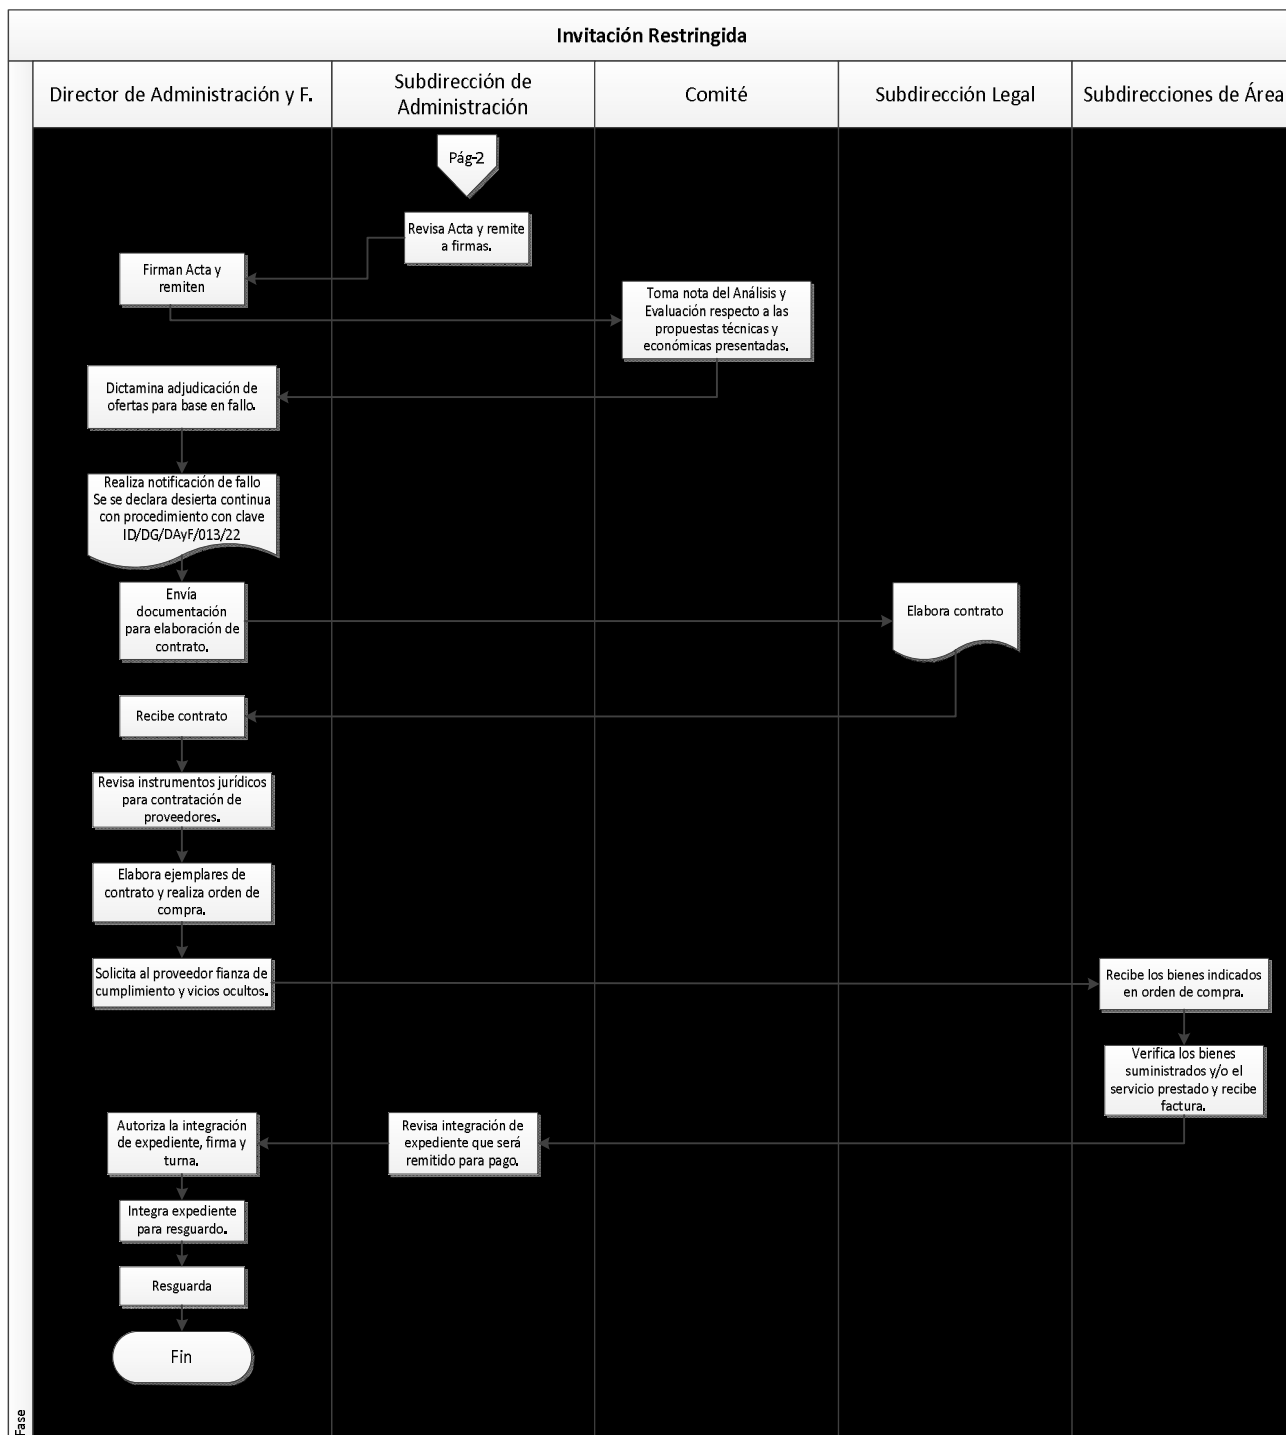 Invitación Restringida
Director de Administración y F.
Subdirección de
Administración
Comité
Subdirección Legal
Subdirecciones de Área
Pág-2
Revisa Acta y remite
a firmas.
Firman Acta y
remiten
Toma nota del Análisis y
Evaluación respecto a las
propuestas técnicas y
económicas presentadas.
Dictamina adjudicación de
ofertas para base en fallo.
Realiza notificación de fallo
Se se declara desierta continua
con procedimiento con clave
ID/DG/DAyF/013/22
Envía
documentación
para elaboración de
contrato.
Elabora contrato
Recibe contrato
Revisa instrumentos jurídicos
para contratación de
proveedores.
Elabora ejemplares de
contrato y realiza orden de
compra.
Solicita al proveedor fianza de
cumplimiento y vicios ocultos.
Recibe los bienes indicados
en orden de compra.
Verifica los bienes
suministrados y/o el
servicio prestado y recibe
factura.
Revisa integración de
expediente que será
remitido para pago.
Autoriza la integración
de expediente, firma y
turna.
Integra expediente
para resguardo.
Resguarda
Fin
Fase